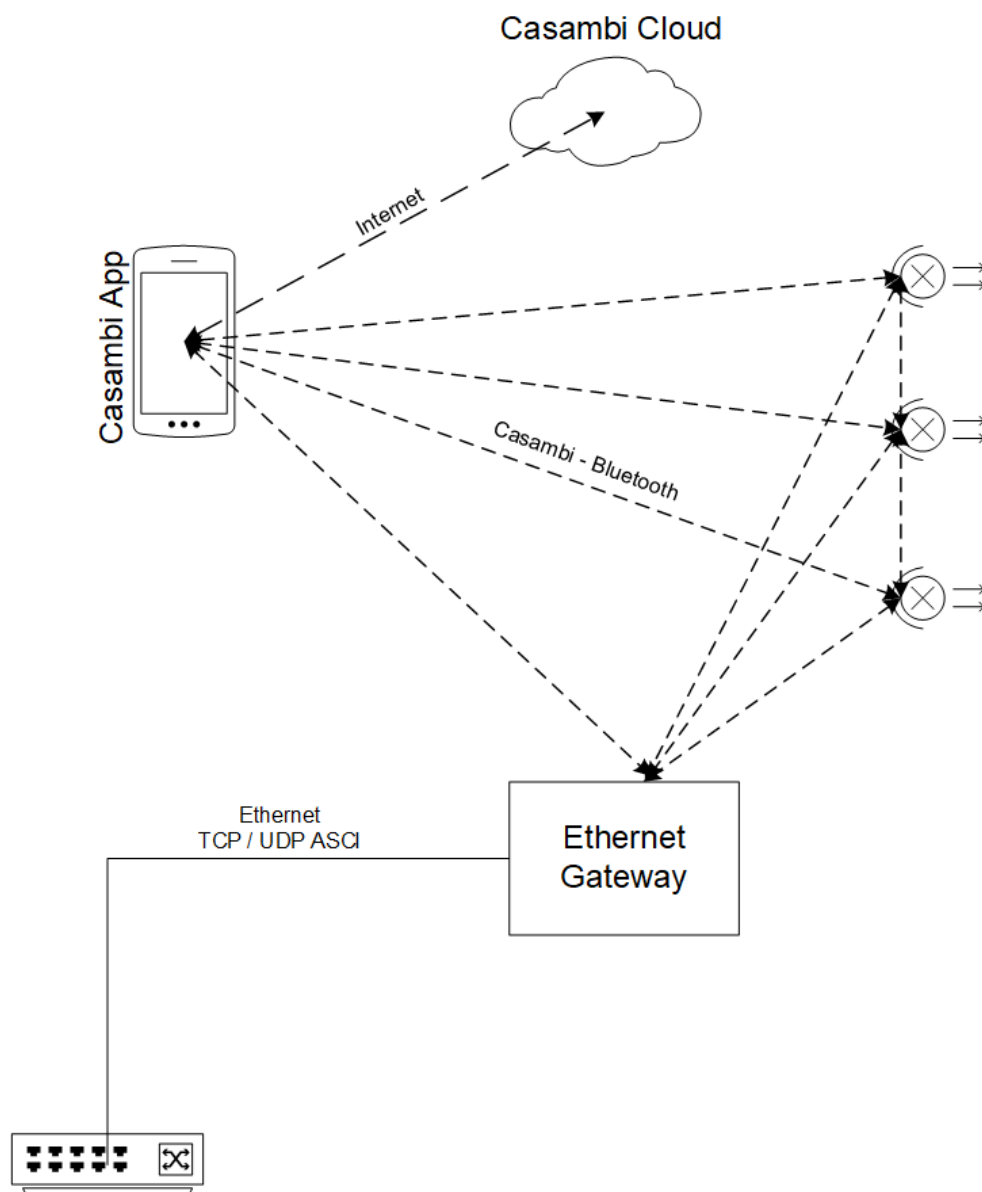 Casambi Cloud
Internet
Casambi App
Casambi - Bluetooth
Ethernet
TCP / UDP ASCI
Ethernet
Gateway